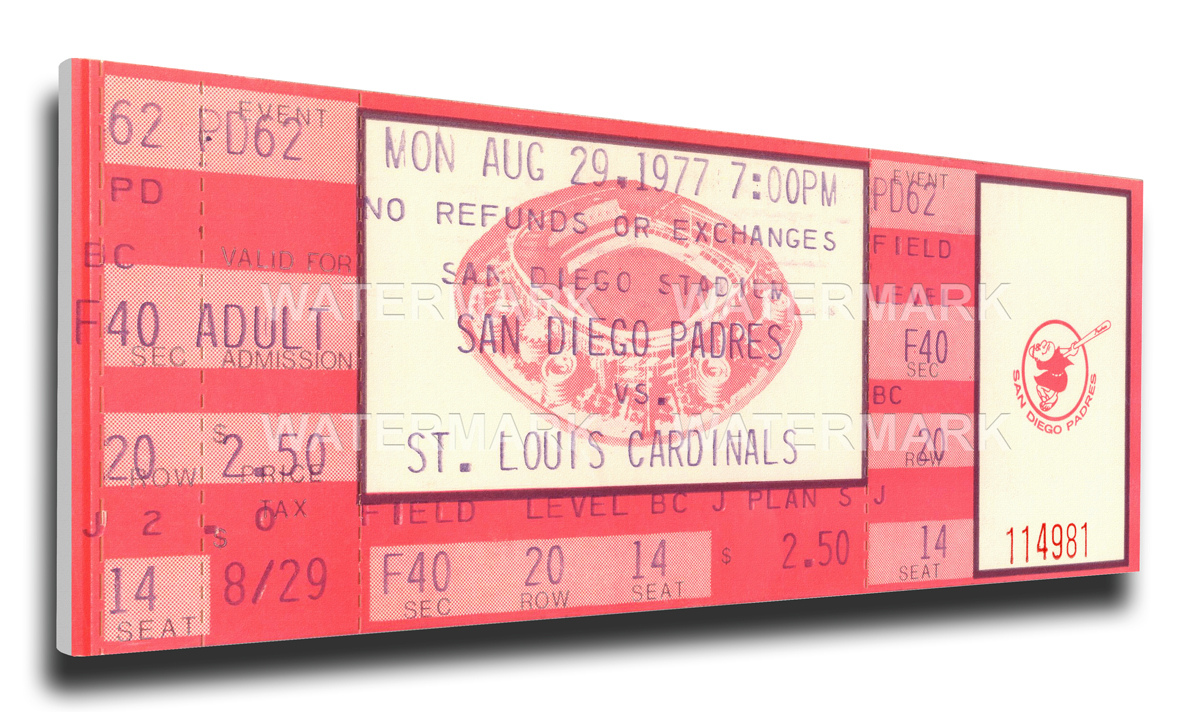 62
PD
BC
F40
SEC
20
ROW
J 2
14
SEAT
EVENT
PD62
VALID FOR
ADULT
ADMISSION
$ 2.50
PRICE
TAX
$ .0
8/29
MON AUG 29,1977 7:00PM
NO REFUNDS OR EXCHANGES
SAN DIEGO STADIUM
SAN DIEGO PADRES
vs.
ST. LOUIS CARDINALS
FIELD LEVEL BC J PLAN S
F40 20 14 $ 2.50
SEC ROW SEAT
EVENT
PD62
FIELD
LEVEL
F40
SEC
BC
20
ROW
J
14
SEAT
Padres
SAN DIEGO PADRES
114981
WATERMARK WATERMARK
WATERMARK WATERMARK